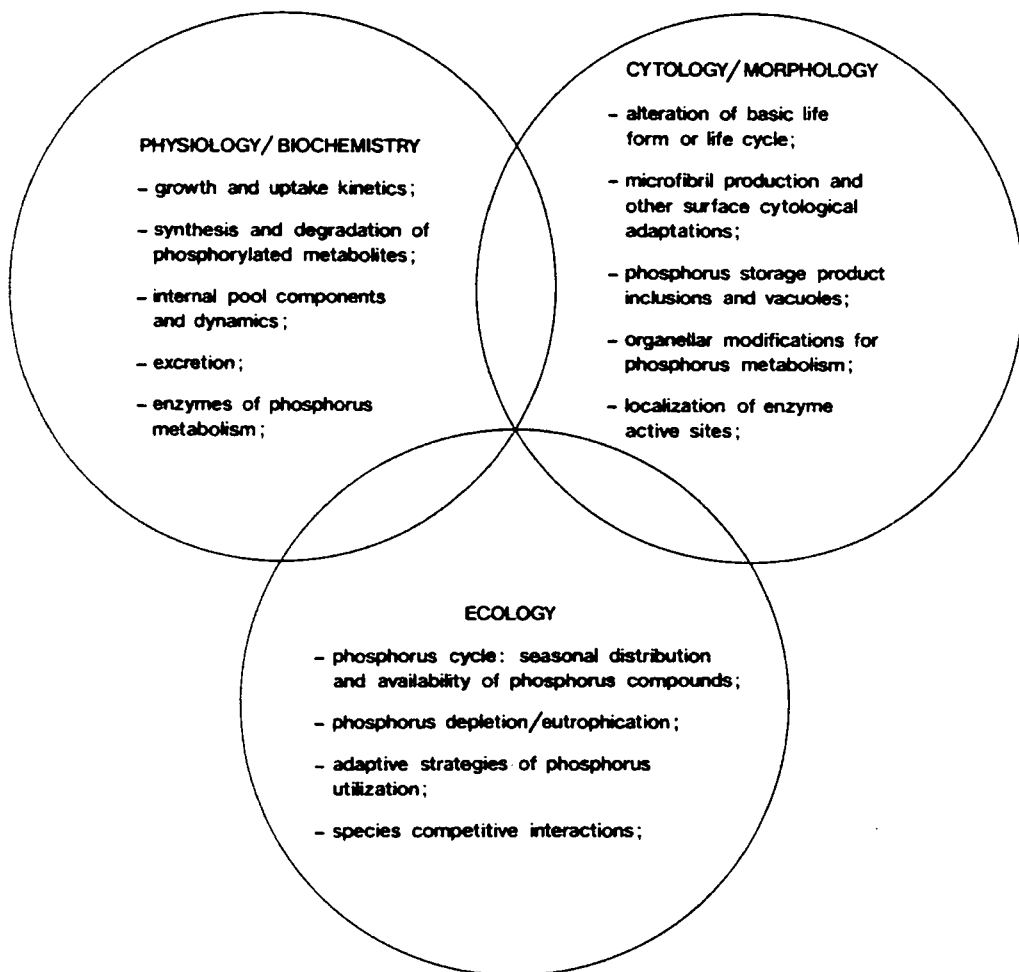 PHYSIOLOGY/BIOCHEMISTRY
- growth and uptake kinetics;
- synthesis and degradation of
phosphorylated metabolites;
- internal pool components
and dynamics;
- excretion;
- enzymes of phosphorus
metabolism;
CYTOLOGY/MORPHOLOGY
- alteration of basic life
form or life cycle;
- microfibril production and
other surface cytological
adaptations;
- phosphorus storage product
inclusions and vacuoles;
- organellar modifications for
phosphorus metabolism;
- localization of enzyme
active sites;
ECOLOGY
- phosphorus cycle: seasonal distribution
and availability of phosphorus compounds;
- phosphorus depletion/eutrophication;
- adaptive strategies of phosphorus
utilization;
- species competitive interactions;